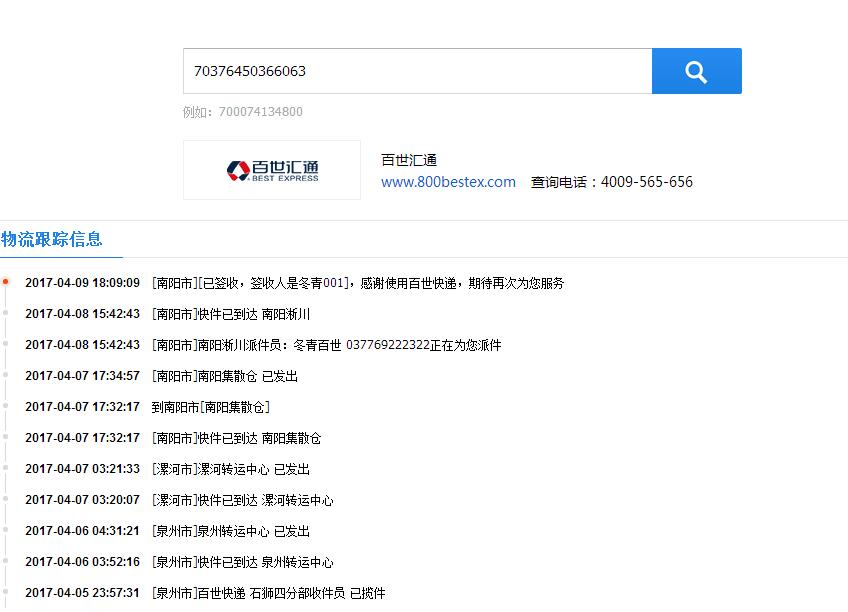 70376450366063
例如：700074134800
百世汇通
BEST EXPRESS
百世汇通
www.800bestex.com 查询电话：4009-565-656
物流跟踪信息
2017-04-09 18:09:09 [南阳市][已签收，签收人是冬青001]，感谢使用百世快递，期待再次为您服务
2017-04-08 15:42:43 [南阳市]快件已到达 南阳淅川
2017-04-08 15:42:43 [南阳市]南阳淅川派件员：冬青百世 037769222322正在为您派件
2017-04-07 17:34:57 [南阳市]南阳集散仓 已发出
2017-04-07 17:32:17 到南阳市[南阳集散仓]
2017-04-07 17:32:17 [南阳市]快件已到达 南阳集散仓
2017-04-07 03:21:33 [漯河市]漯河转运中心 已发出
2017-04-07 03:20:07 [漯河市]快件已到达 漯河转运中心
2017-04-06 04:31:21 [泉州市]泉州转运中心 已发出
2017-04-06 03:52:16 [泉州市]快件已到达 泉州转运中心
2017-04-05 23:57:31 [泉州市]百世快递 石狮四分部收件员 已揽件